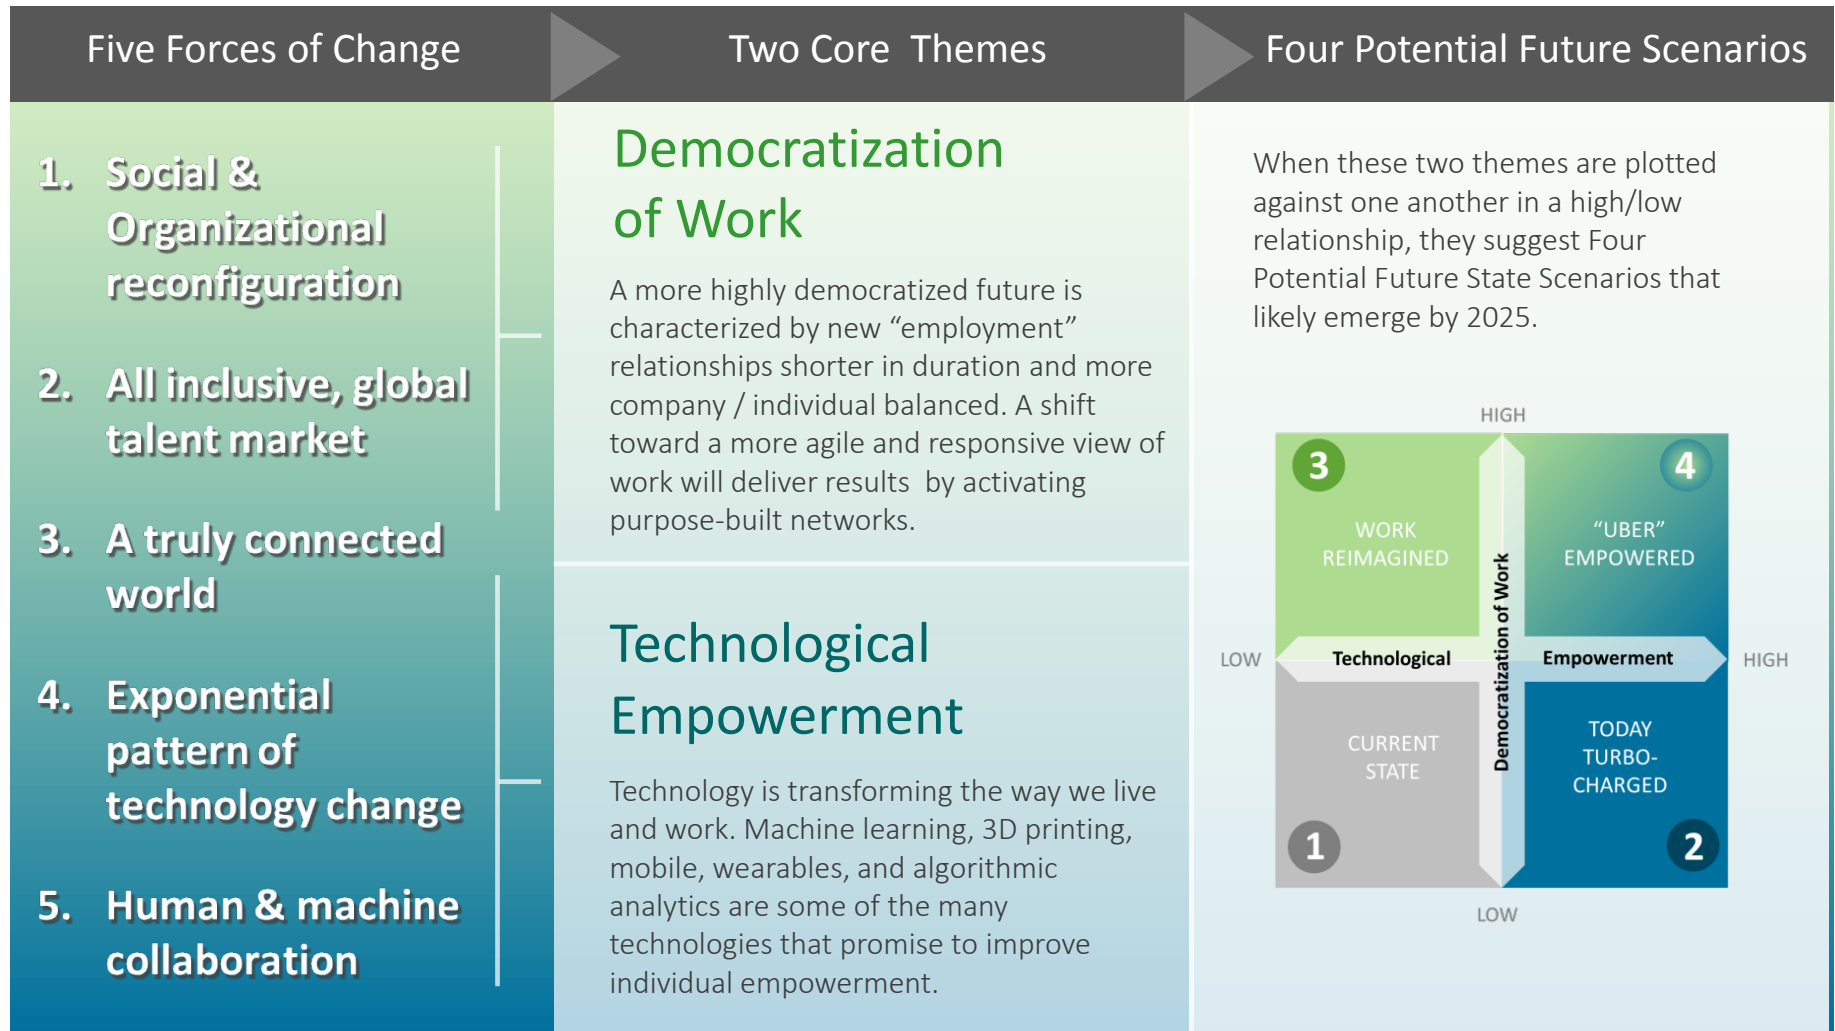 Five Forces of Change
Two Core Themes
Four Potential Future Scenarios
1. Social &
Organizational
reconfiguration
2. All inclusive, global
talent market
3. A truly connected
world
4. Exponential
pattern of
technology change
5. Human & machine
collaboration
Democratization
of Work
A more highly democratized future is
characterized by new “employment”
relationships shorter in duration and more
company / individual balanced. A shift
toward a more agile and responsive view of
work will deliver results by activating
purpose-built networks.
Technological
Empowerment
Technology is transforming the way we live
and work. Machine learning, 3D printing,
mobile, wearables, and algorithmic
analytics are some of the many
technologies that promise to improve
individual empowerment.
When these two themes are plotted
against one another in a high/low
relationship, they suggest Four
Potential Future State Scenarios that
likely emerge by 2025.
HIGH
3
4
WORK
REIMAGINED
“UBER”
EMPOWERED
LOW
Technological
Democratization of Work
Empowerment
HIGH
CURRENT
STATE
TODAY
TURBO-
CHARGED
1
2
LOW